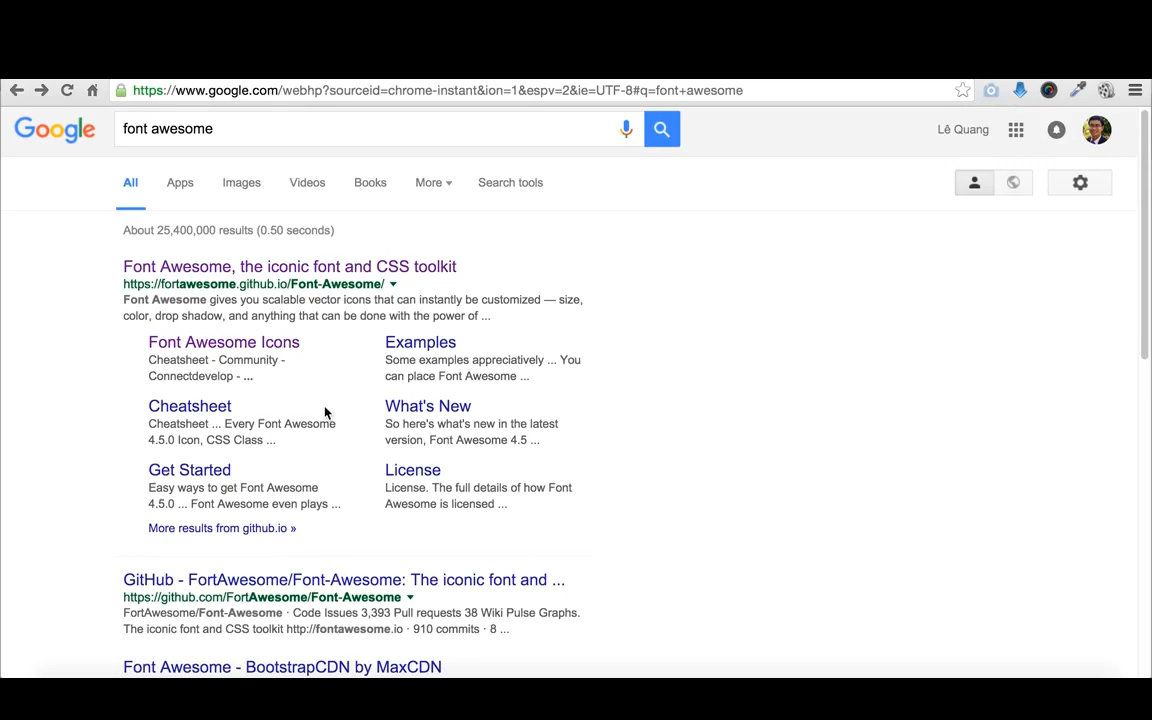 https://www.google.com/webhp?sourceid=chrome-instant&ion=1&espv=2&ie=UTF-8#q=font+awesome
Google
font awesome
Lê Quang
All Apps Images Videos Books More Search tools
About 25,400,000 results (0.50 seconds)
Font Awesome, the iconic font and CSS toolkit
https://fortawesome.github.io/Font-Awesome/
Font Awesome gives you scalable vector icons that can instantly be customized — size,
color, drop shadow, and anything that can be done with the power of ...
Font Awesome Icons
Cheatsheet - Community -
Connectdevelop - ...
Examples
Some examples appreciatively ... You
can place Font Awesome ...
Cheatsheet
Cheatsheet ... Every Font Awesome
4.5.0 Icon, CSS Class ...
What's New
So here's what's new in the latest
version, Font Awesome 4.5 ...
Get Started
Easy ways to get Font Awesome
4.5.0 ... Font Awesome even plays ...
License
License. The full details of how Font
Awesome is licensed ...
More results from github.io »
GitHub - FortAwesome/Font-Awesome: The iconic font and ...
https://github.com/FortAwesome/Font-Awesome
FortAwesome/Font-Awesome · Code Issues 3,393 Pull requests 38 Wiki Pulse Graphs.
The iconic font and CSS toolkit http://fontawesome.io · 910 commits · 8 ...
Font Awesome - BootstrapCDN by MaxCDN